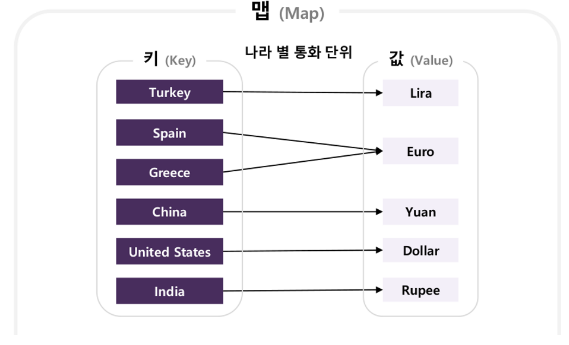 맵 (Map)
나라 별 통화 단위
키 (Key)
값 (Value)
Turkey
Lira
Spain
Euro
Greece
China
Yuan
United States
Dollar
India
Rupee